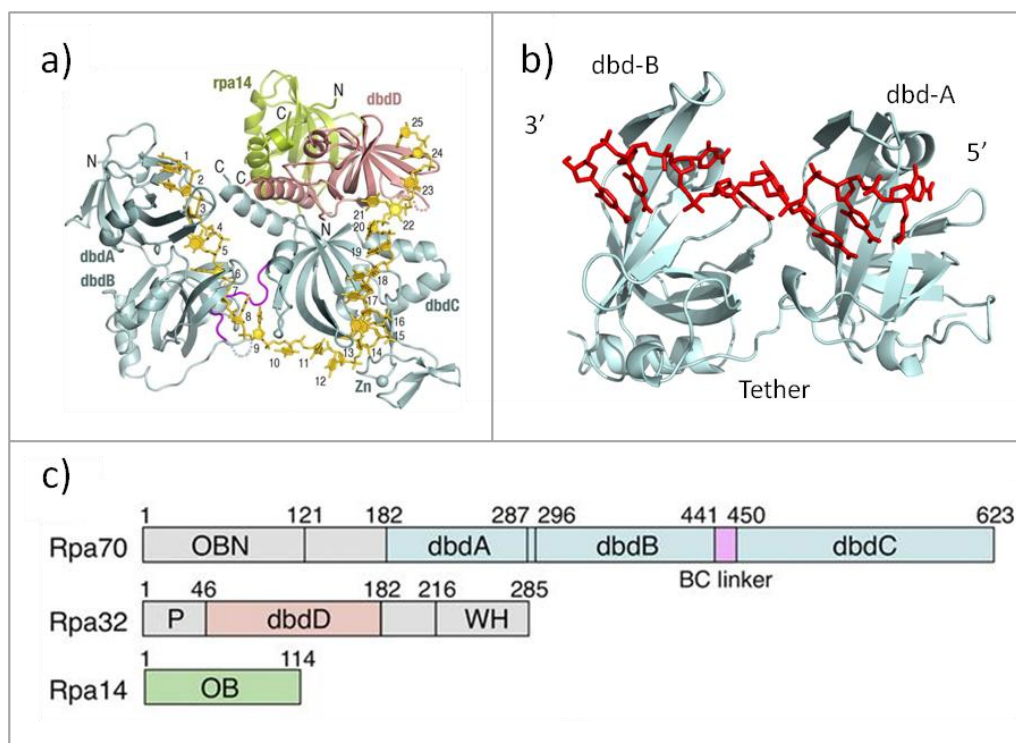 a)
rpa14
N
C
dbdD
25
24
23
22
21
20
19
18
17
16
15
14
13
12
11
10
9
8
7
6
5
4
3
2
1
N
C
C
N
dbdA
dbdB
dbdC
Zn
b)
dbd-B
dbd-A
3’
5’
Tether
c)
1 121 182 287 296 441 450 623
Rpa70 OBN dbdA dbdB dbdC
BC linker
1 46 182 216 285
Rpa32 P dbdD WH
1 114
Rpa14 OB